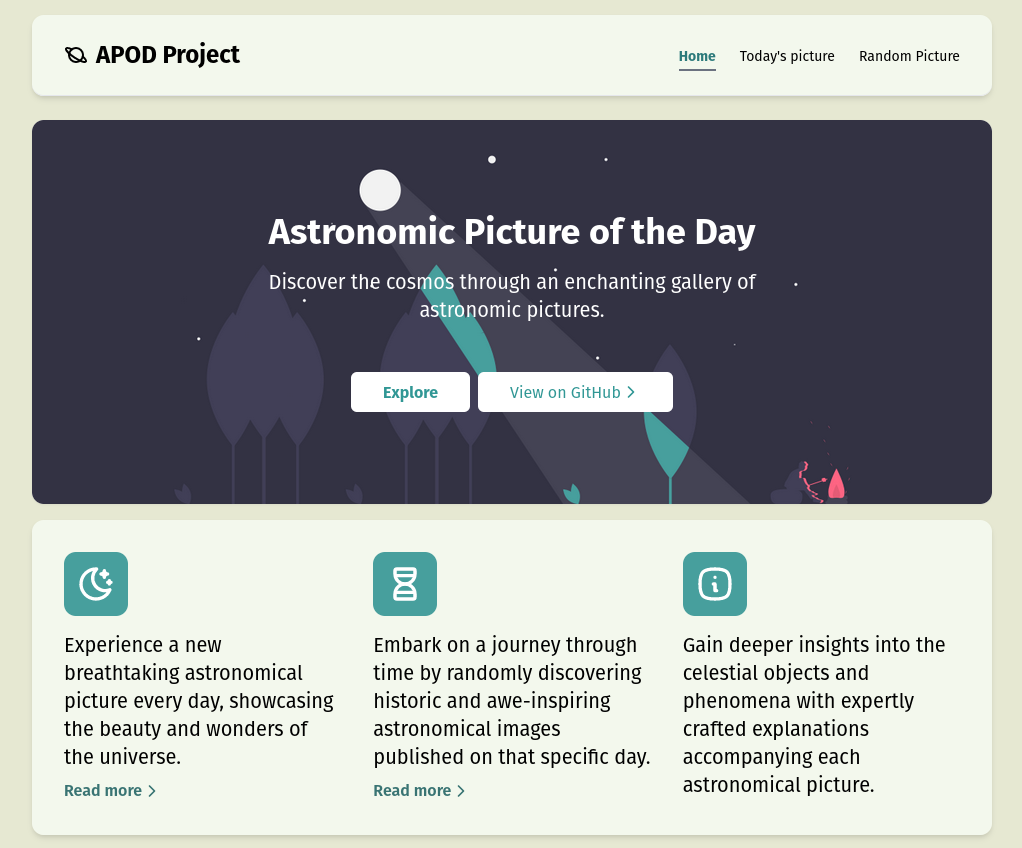 APOD Project
Home
Today's picture
Random Picture
Astronomic Picture of the Day
Discover the cosmos through an enchanting gallery of
astronomic pictures.
Explore
View on GitHub
Experience a new
breathtaking astronomical
picture every day, showcasing
the beauty and wonders of
the universe.
Read more
Embark on a journey through
time by randomly discovering
historic and awe-inspiring
astronomical images
published on that specific day.
Read more
Gain deeper insights into the
celestial objects and
phenomena with expertly
crafted explanations
accompanying each
astronomical picture.